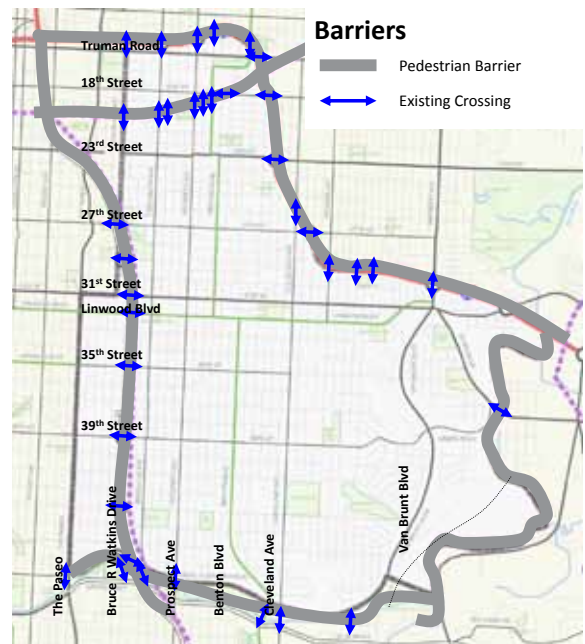 Barriers
Pedestrian Barrier
Existing Crossing
Truman Road
18th Street
23rd Street
27th Street
31st Street
Linwood Blvd
35th Street
39th Street
The Paseo
Bruce R Watkins Drive
Prospect Ave
Benton Blvd
Cleveland Ave
Van Brunt Blvd